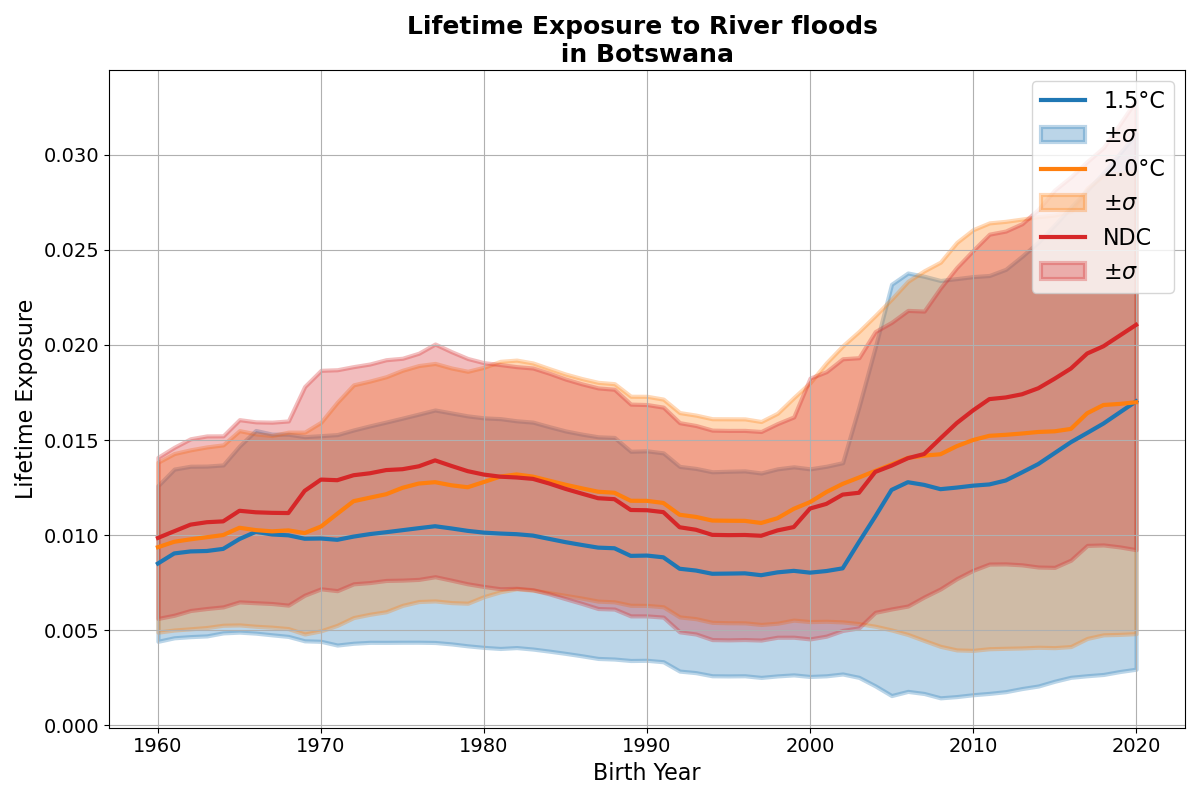 Lifetime Exposure to River floods
in Botswana
Lifetime Exposure
0.030
0.025
0.020
0.015
0.010
0.005
0.000
1960 1970 1980 1990 2000 2010 2020
Birth Year
1.5°C
±σ
2.0°C
±σ
NDC
±σ